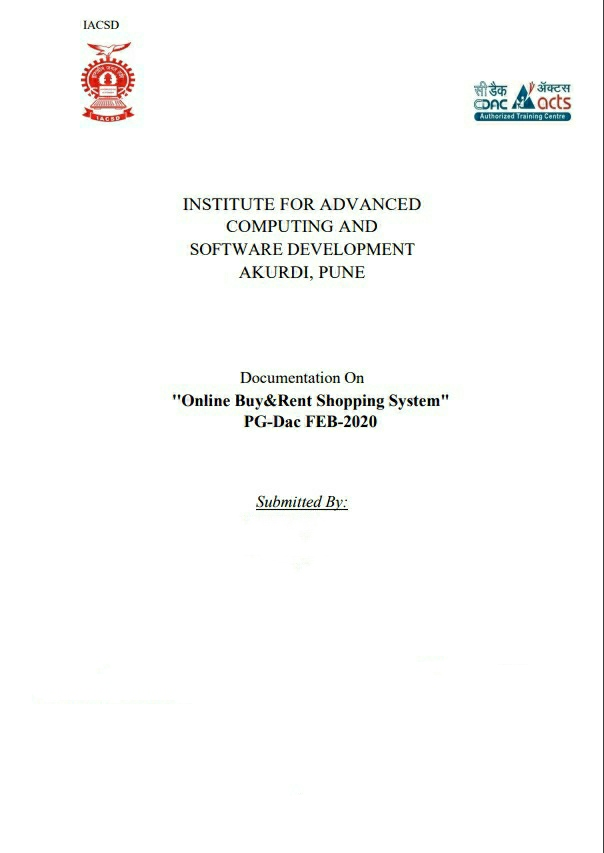 IACSD
IACSD
सी डैक
CDAC
ॲक्टस
acts
Authorized Training Centre
INSTITUTE FOR ADVANCED
COMPUTING AND
SOFTWARE DEVELOPMENT
AKURDI, PUNE
Documentation On
"Online Buy&Rent Shopping System"
PG-Dac FEB-2020
Submitted By: